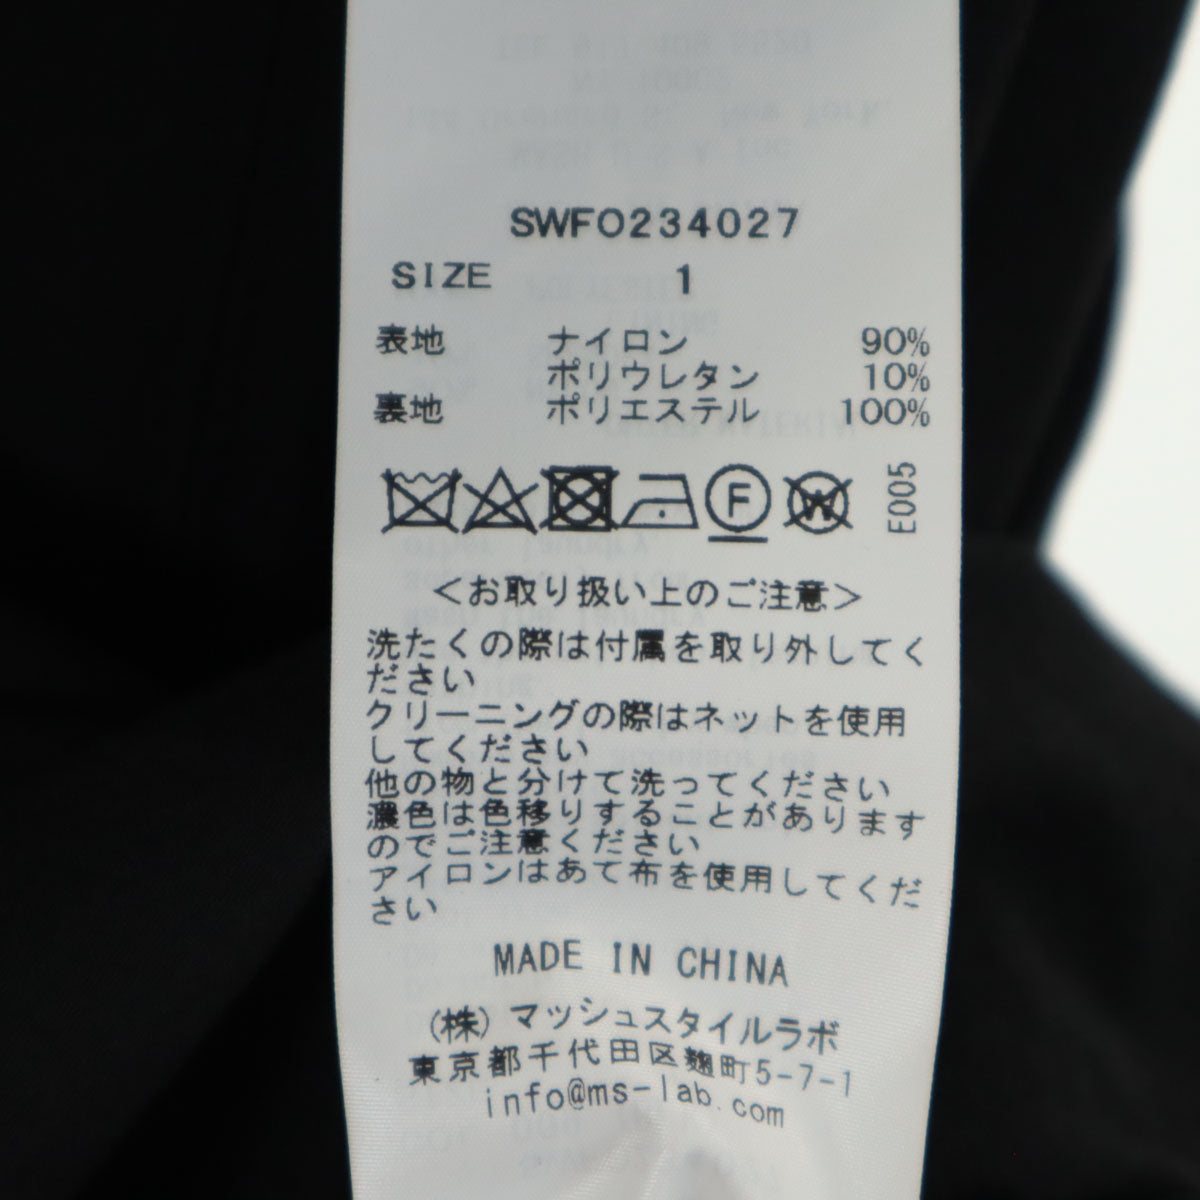 SWFO234027
SIZE 1
表地 ナイロン 90%
ポリウレタン 10%
裏地 ポリエステル 100%
F W E005
<お取り扱い上のご注意>
洗たくの際は付属を取り外してく
ださい
クリーニングの際はネットを使用
してください
他の物と分けて洗ってください
濃色は色移りすることがあります
のでご注意ください
アイロンはあて布を使用してくだ
さい
MADE IN CHINA
(株) マッシュスタイルラボ
東京都千代田区麹町5-7-1
info@ms-lab.com